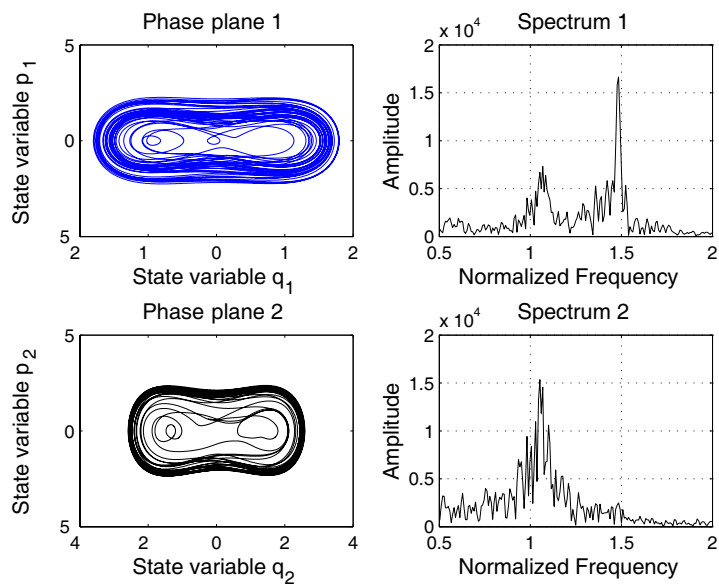 Phase plane 1
State variable p1
5
0
5
2
1
0
1
2
State variable q1
Spectrum 1
x 10^4
Amplitude
2
1.5
1
0.5
0
0.5
1
1.5
2
Normalized Frequency
Phase plane 2
State variable p2
5
0
5
4
2
0
2
4
State variable q2
Spectrum 2
x 10^4
Amplitude
2
1.5
1
0.5
0
0.5
1
1.5
2
Normalized Frequency